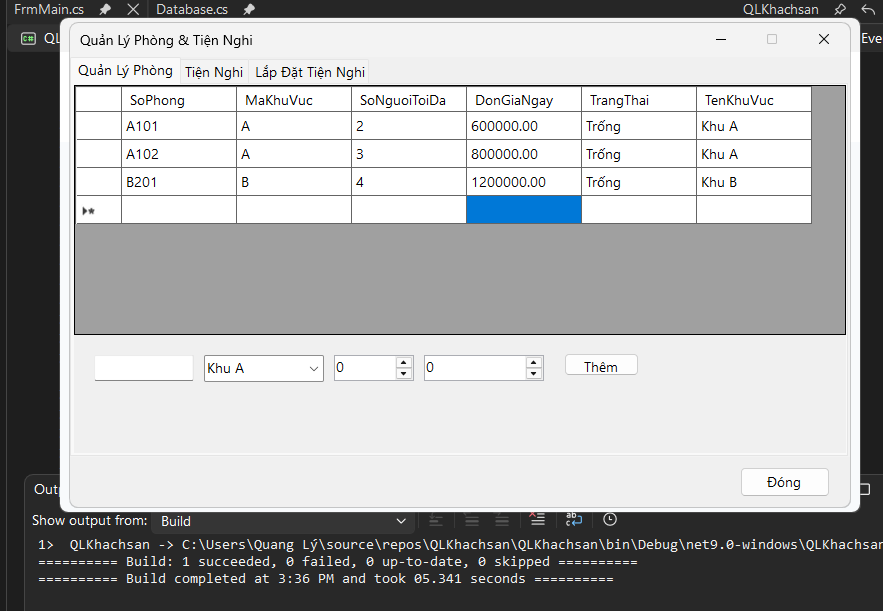 FrmMain.cs Database.cs QLKhachsan
C# QL
Quản Lý Phòng & Tiện Nghi
Eve
Quản Lý Phòng Tiện Nghi Lắp Đặt Tiện Nghi
SoPhong MaKhuVuc SoNguoiToiDa DonGiaNgay TrangThai TenKhuVuc
A101 A 2 600000.00 Trống Khu A
A102 A 3 800000.00 Trống Khu A
B201 B 4 1200000.00 Trống Khu B
Khu A 0 0 Thêm
Đóng
Outp
Show output from: Build
1> QLKhachsan -> C:\Users\Quang Lý\source\repos\QLKhachsan\QLKhachsan\bin\Debug\net9.0-windows\QLKhachsan
========== Build: 1 succeeded, 0 failed, 0 up-to-date, 0 skipped ==========
========== Build completed at 3:36 PM and took 05.341 seconds ==========